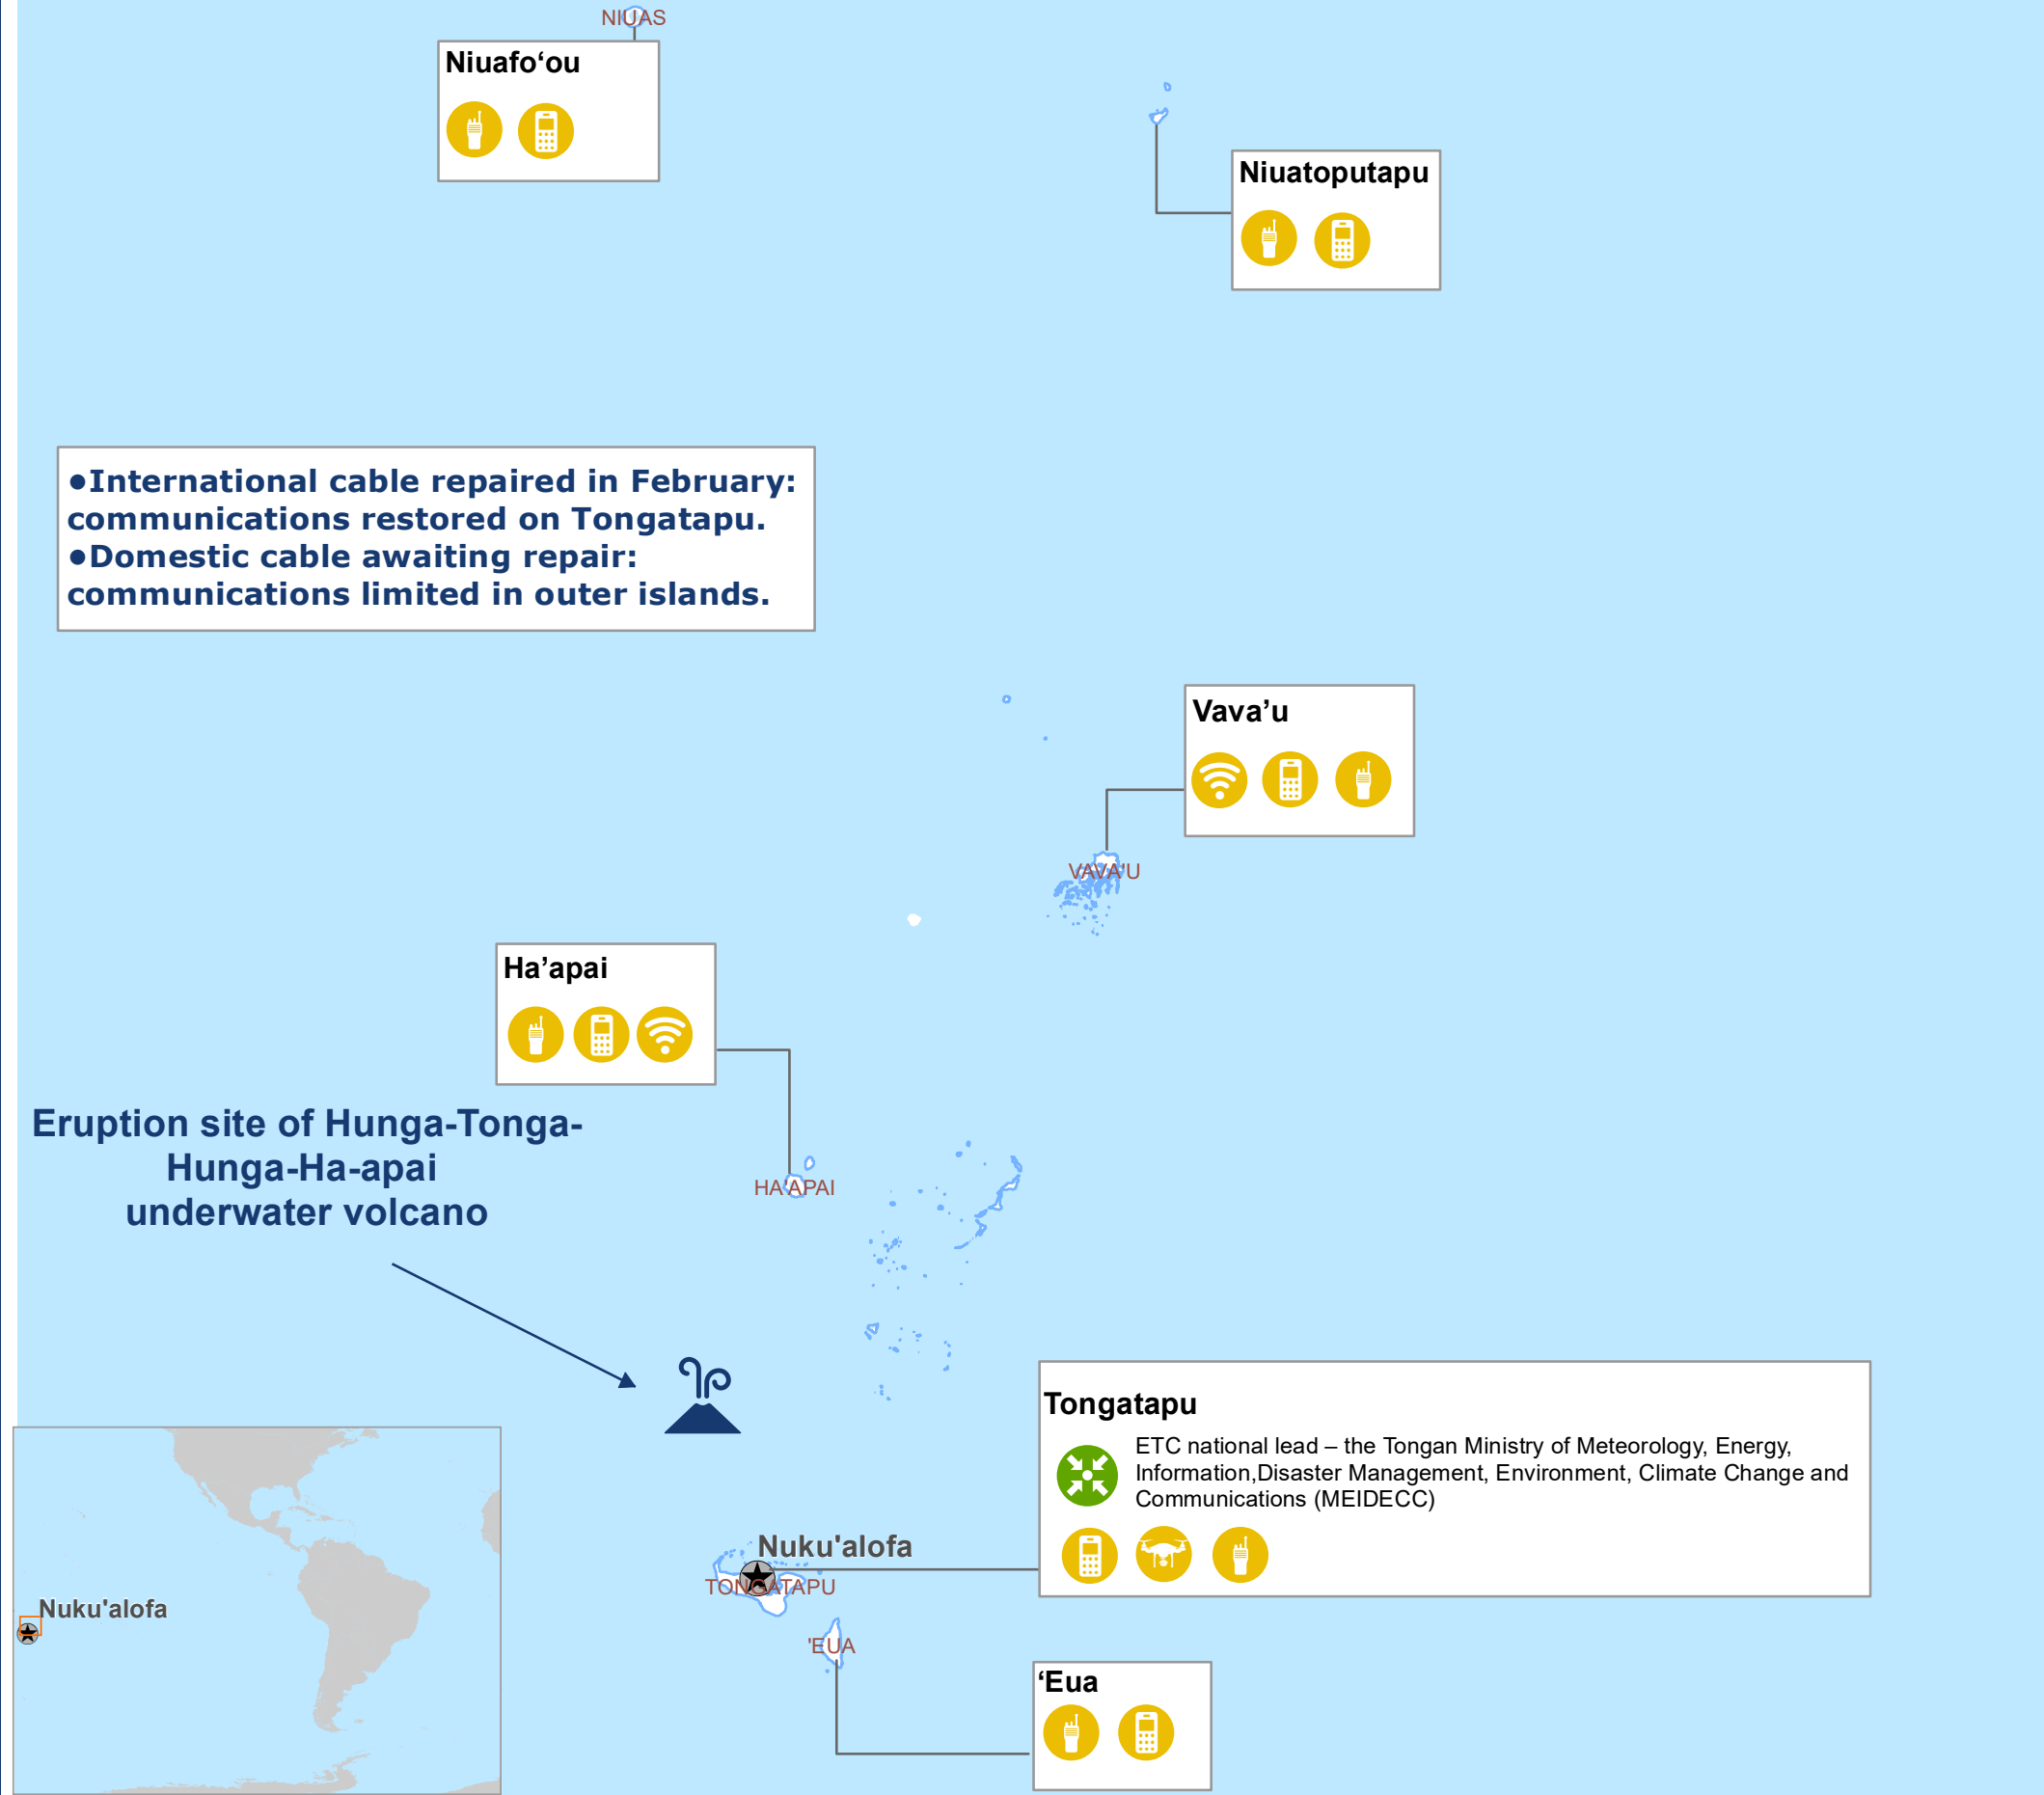 NIUAS
Niuafo‘ou
Niuatoputapu
●International cable repaired in February:
communications restored on Tongatapu.
●Domestic cable awaiting repair:
communications limited in outer islands.
Vava’u
VAVA'U
Ha’apai
Eruption site of Hunga-Tonga-
Hunga-Ha-apai
underwater volcano
HA'APAI
Tongatapu
ETC national lead – the Tongan Ministry of Meteorology, Energy,
Information,Disaster Management, Environment, Climate Change and
Communications (MEIDECC)
Nuku'alofa
TONGATAPU
Nuku'alofa
'EUA
‘Eua